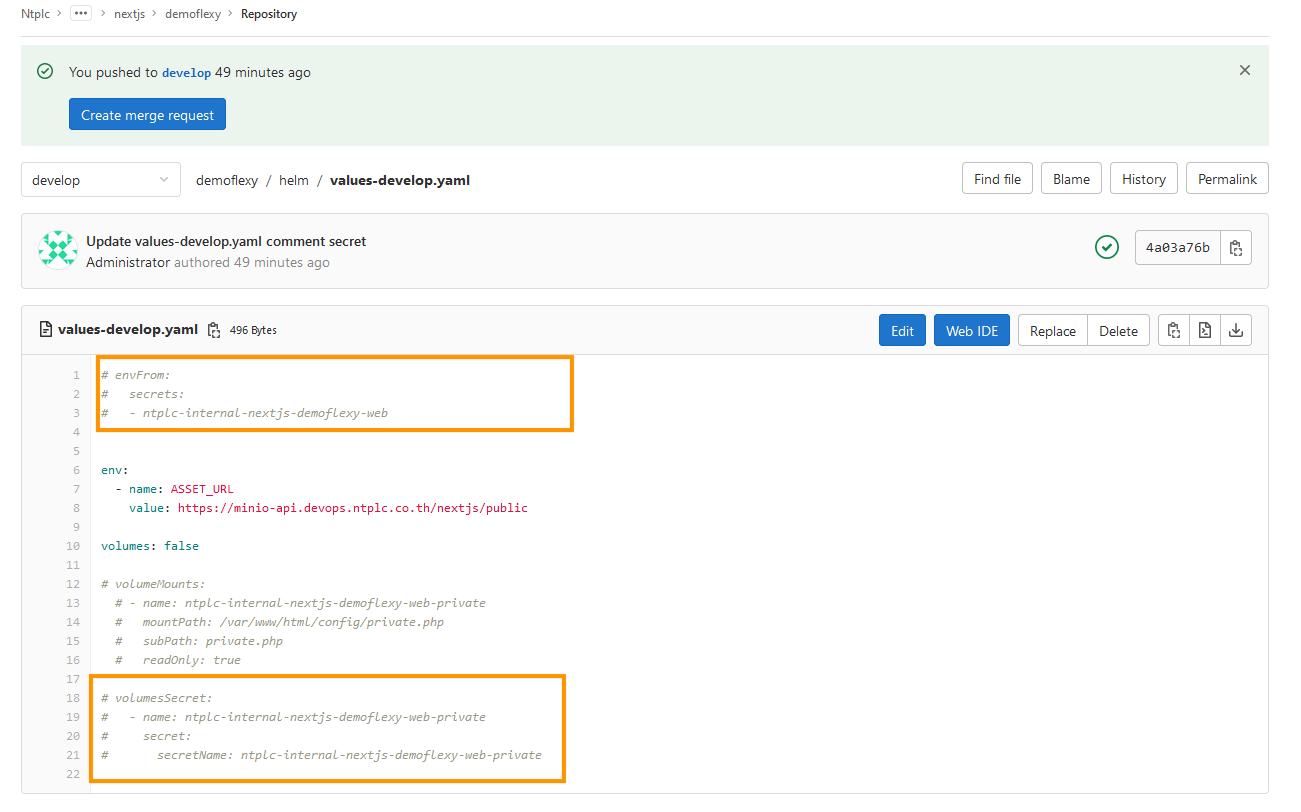 Ntplc > ••• > nextjs > demoflexy > Repository
You pushed to develop 49 minutes ago
Create merge request
develop
demoflexy / helm / values-develop.yaml
Find file
Blame
History
Permalink
Update values-develop.yaml comment secret
Administrator authored 49 minutes ago
4a03a76b
values-develop.yaml
496 Bytes
Edit
Web IDE
Replace
Delete
1 # envFrom:
2 #   secrets:
3 #   - ntplc-internal-nextjs-demoflexy-web
4
5
6 env:
7   - name: ASSET_URL
8     value: https://minio-api.devops.ntplc.co.th/nextjs/public
9
10 volumes: false
11
12 # volumeMounts:
13   # - name: ntplc-internal-nextjs-demoflexy-web-private
14   #   mountPath: /var/www/html/config/private.php
15   #   subPath: private.php
16   #   readOnly: true
17
18 # volumesSecret:
19 #   - name: ntplc-internal-nextjs-demoflexy-web-private
20 #     secret:
21 #       secretName: ntplc-internal-nextjs-demoflexy-web-private
22